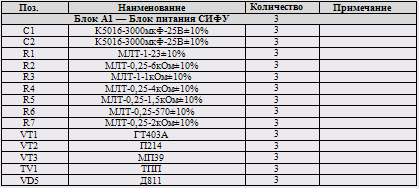 Поз. Наименование Количество Примечание
Блок А1 — Блок питания СИФУ 3
С1 К5016-3000мкФ-25В±10% 3
С2 К5016-3000мкФ-25В±10% 3
R1 МЛТ-1-23±10% 3
R2 МЛТ-0,25-6кОм±10% 3
R3 МЛТ-1-1кОм±10% 3
R4 МЛТ-0,25-4кОм±10% 3
R5 МЛТ-0,25-1,5кОм±10% 3
R6 МЛТ-0,25-570±10% 3
R7 МЛТ-0,25-2кОм±10% 3
VT1 ГТ403А 3
VT2 П214 3
VT3 МП39 3
TV1 ТПП 3
VD5 Д811 3